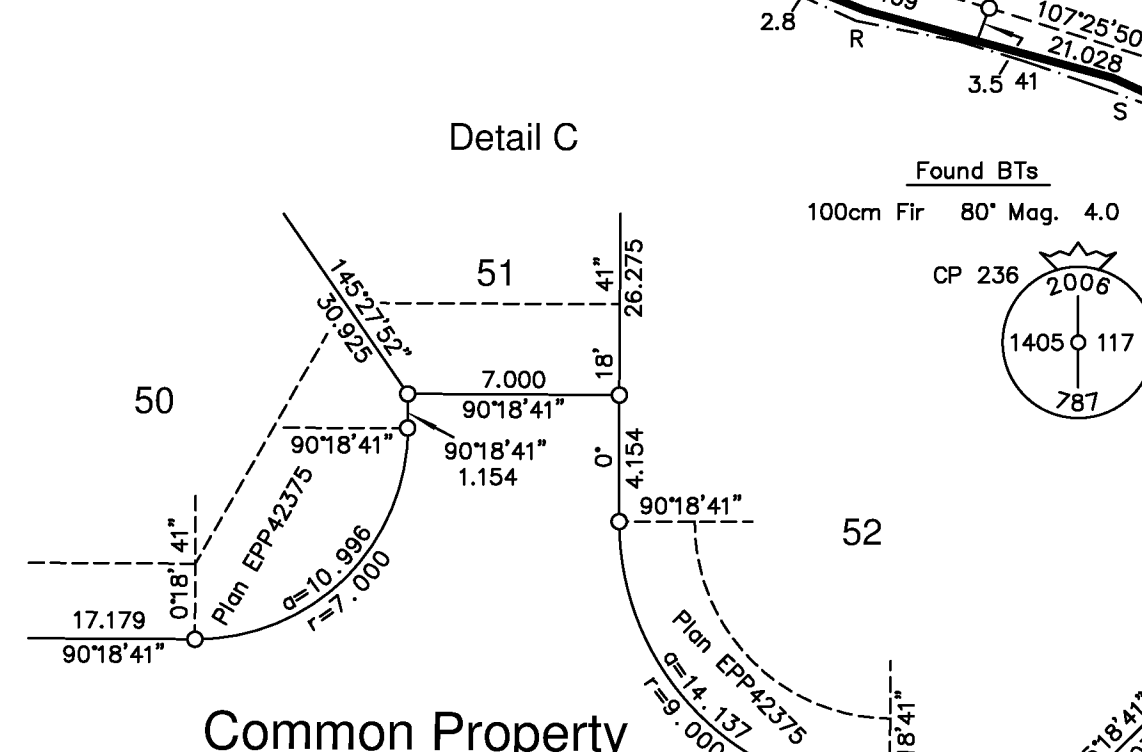 2.8
R
107°25'50
21.028
3.5
41
S
Detail C
Found BTs
100cm Fir 80° Mag. 4.0
CP 236
2006
1405
117
787
51
145°27'52"
30.925
0° 18' 41"
26.275
7.000
90°18'41"
50
90°18'41"
90°18'41"
1.154
4.154
90°18'41"
52
Plan EPP42375
a=10.996
r=7.000
0°18' 41"
17.179
90°18'41"
Plan EPP42375
a=14.137
r=9.000
18'41"
18'41"
Common Property